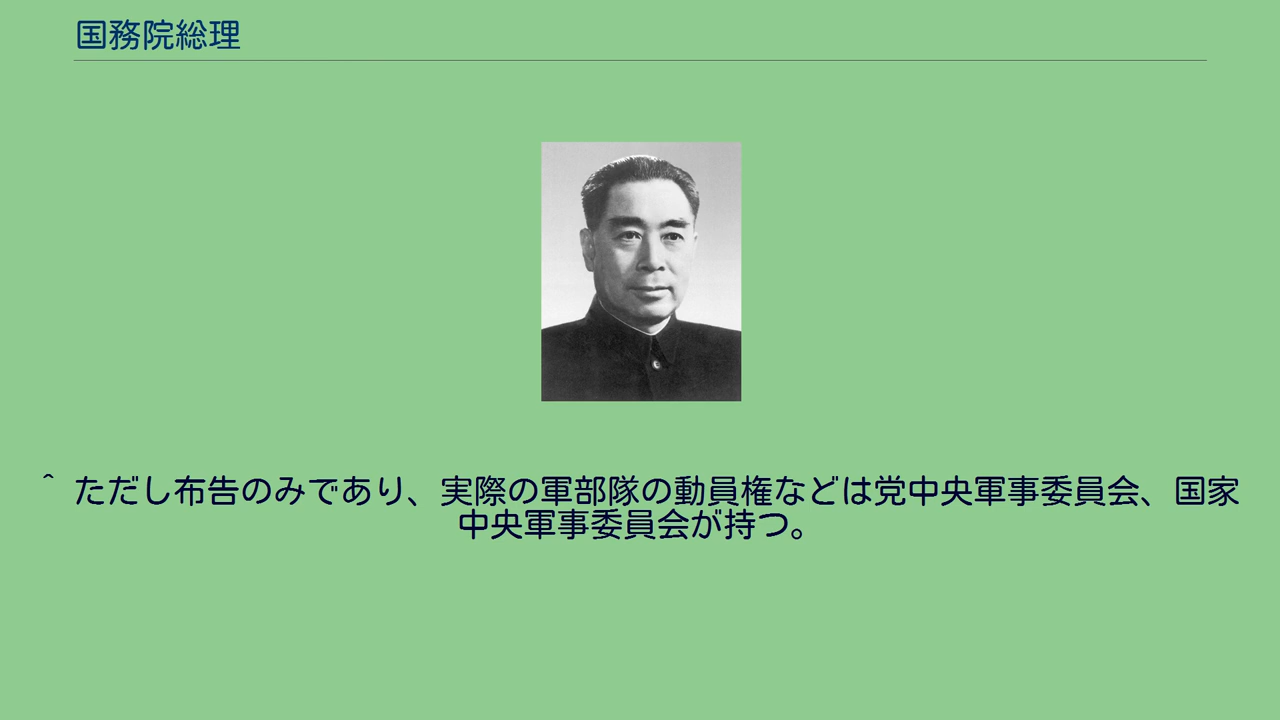 国務院総理
^ ただし布告のみであり、実際の軍部隊の動員権などは党中央軍事委員会、国家
中央軍事委員会が持つ。